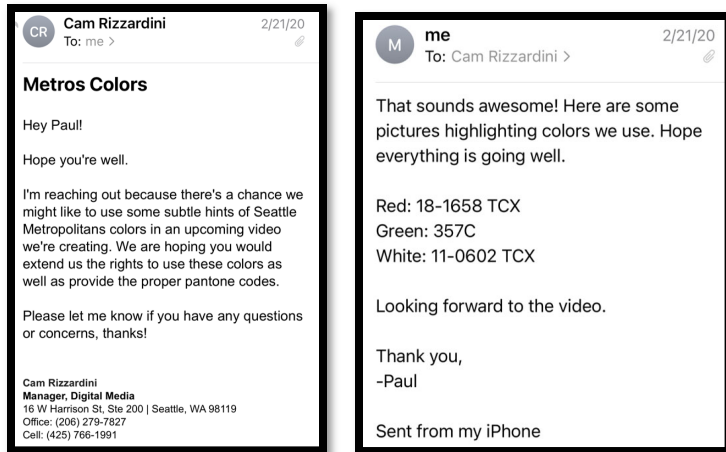 CR
Cam Rizzardini
2/21/20
To: me >
Metros Colors
Hey Paul!
Hope you're well.
I'm reaching out because there's a chance we
might like to use some subtle hints of Seattle
Metropolitans colors in an upcoming video
we're creating. We are hoping you would
extend us the rights to use these colors as
well as provide the proper pantone codes.
Please let me know if you have any questions
or concerns, thanks!
Cam Rizzardini
Manager, Digital Media
16 W Harrison St, Ste 200 | Seattle, WA 98119
Office: (206) 279-7827
Cell: (425) 766-1991
M
me
2/21/20
To: Cam Rizzardini >
That sounds awesome! Here are some
pictures highlighting colors we use. Hope
everything is going well.
Red: 18-1658 TCX
Green: 357C
White: 11-0602 TCX
Looking forward to the video.
Thank you,
-Paul
Sent from my iPhone